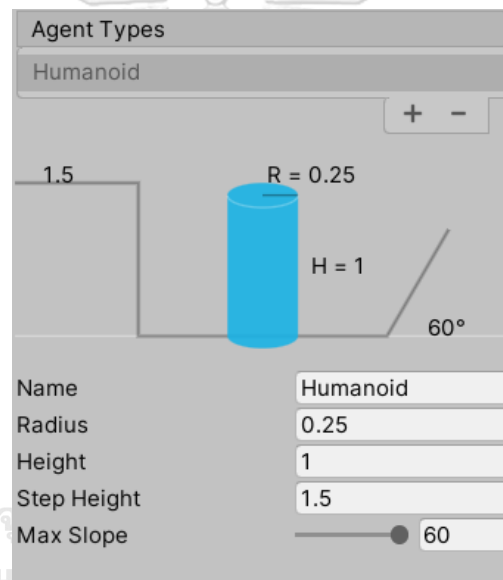 Agent Types
Humanoid
+ −
1.5
R = 0.25
H = 1
60°
Name Humanoid
Radius 0.25
Height 1
Step Height 1.5
Max Slope 60